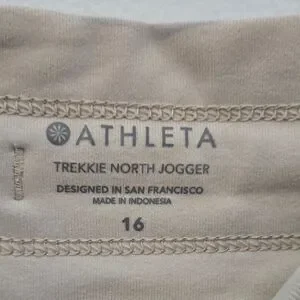 ATHLETA
TREKKIE NORTH JOGGER
DESIGNED IN SAN FRANCISCO
MADE IN INDONESIA
16